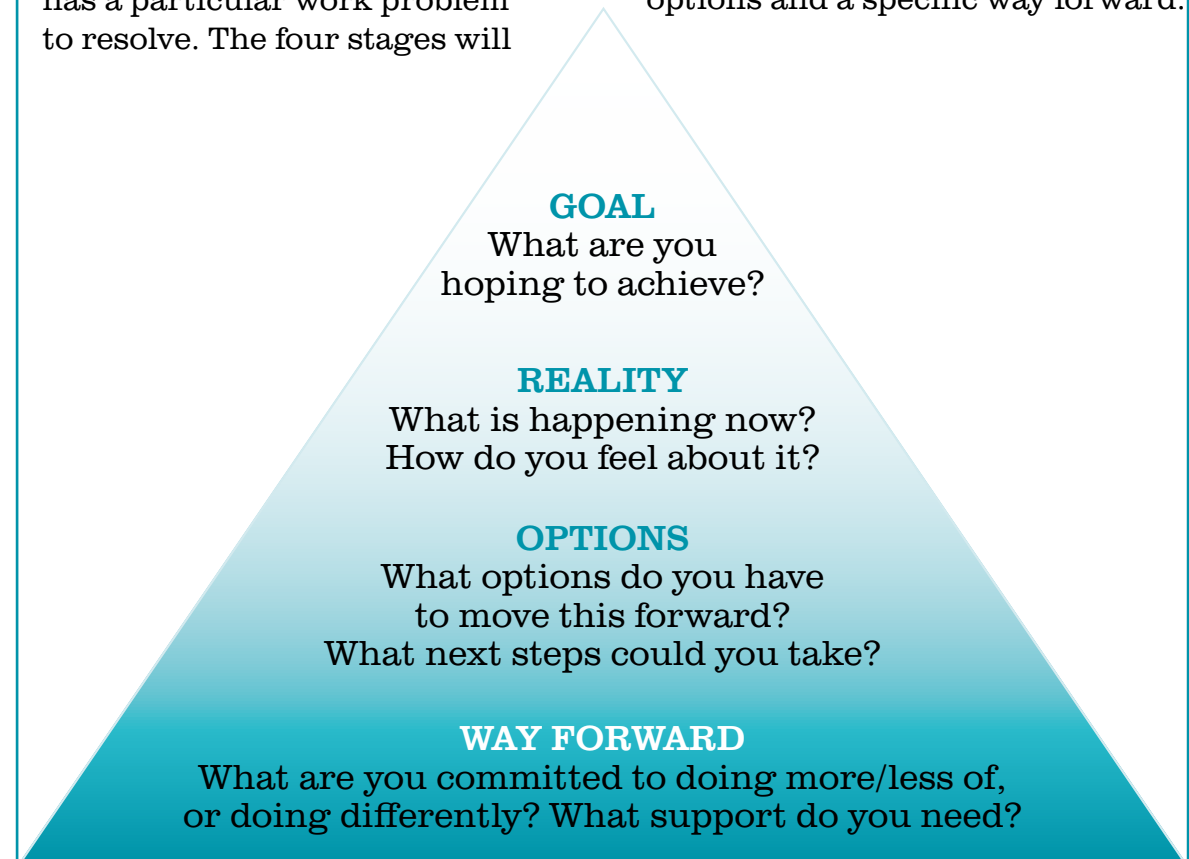 has a particular work problem
to resolve. The four stages will
options and a specific way forward.
GOAL
What are you
hoping to achieve?
REALITY
What is happening now?
How do you feel about it?
OPTIONS
What options do you have
to move this forward?
What next steps could you take?
WAY FORWARD
What are you committed to doing more/less of,
or doing differently? What support do you need?